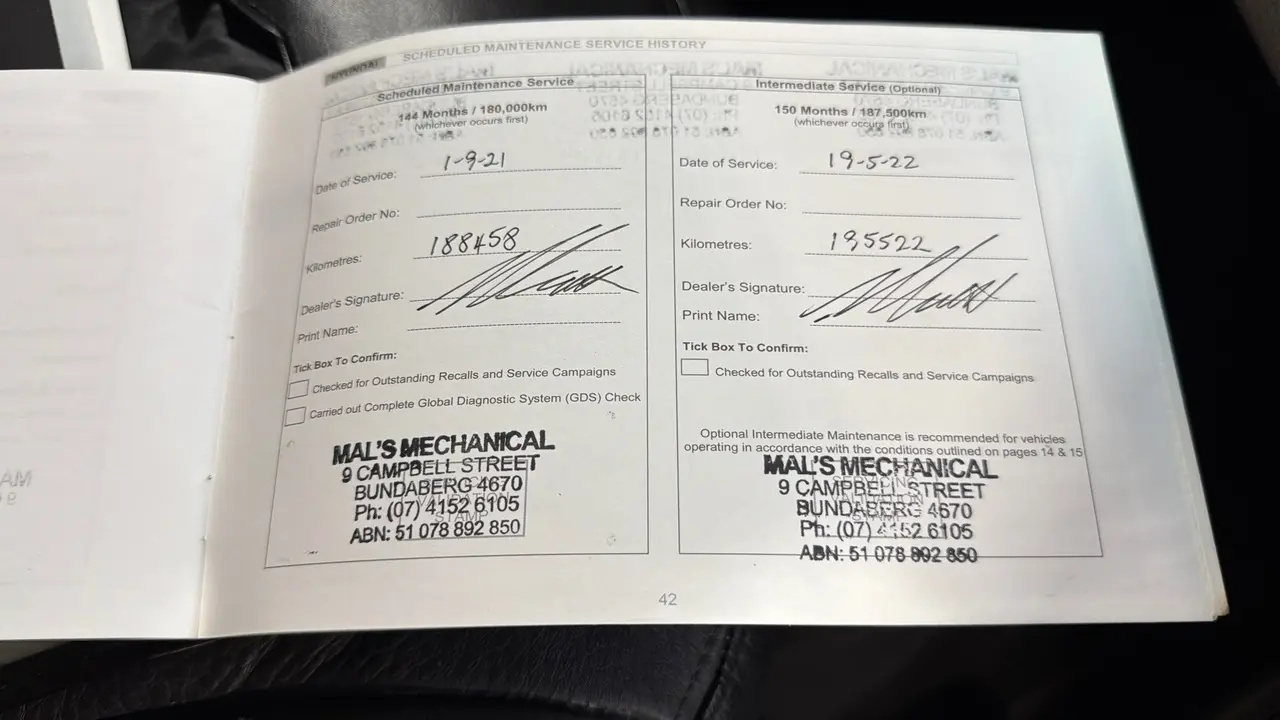 HYUNDAI SCHEDULED MAINTENANCE SERVICE HISTORY
Scheduled Maintenance Service
144 Months / 180,000km
(whichever occurs first)
Date of Service: 1-9-21
Repair Order No:
Kilometres: 188458
Dealer's Signature:
Print Name:
Tick Box To Confirm:
Checked for Outstanding Recalls and Service Campaigns
Carried out Complete Global Diagnostic System (GDS) Check
MAL'S MECHANICAL
9 CAMPBELL STREET
BUNDABERG 4670
Ph: (07) 4152 6105
ABN: 51 078 892 850
VALIDATION
STAMP
Intermediate Service (Optional)
150 Months / 187,500km
(whichever occurs first)
Date of Service: 19-5-22
Repair Order No:
Kilometres: 195522
Dealer's Signature:
Print Name:
Tick Box To Confirm:
Checked for Outstanding Recalls and Service Campaigns
Optional Intermediate Maintenance is recommended for vehicles
operating in accordance with the conditions outlined on pages 14 & 15
MAL'S MECHANICAL
9 CAMPBELL STREET
BUNDABERG 4670
Ph: (07) 4152 6105
ABN: 51 078 892 850
SERVICING
VALIDATION
STAMP
42